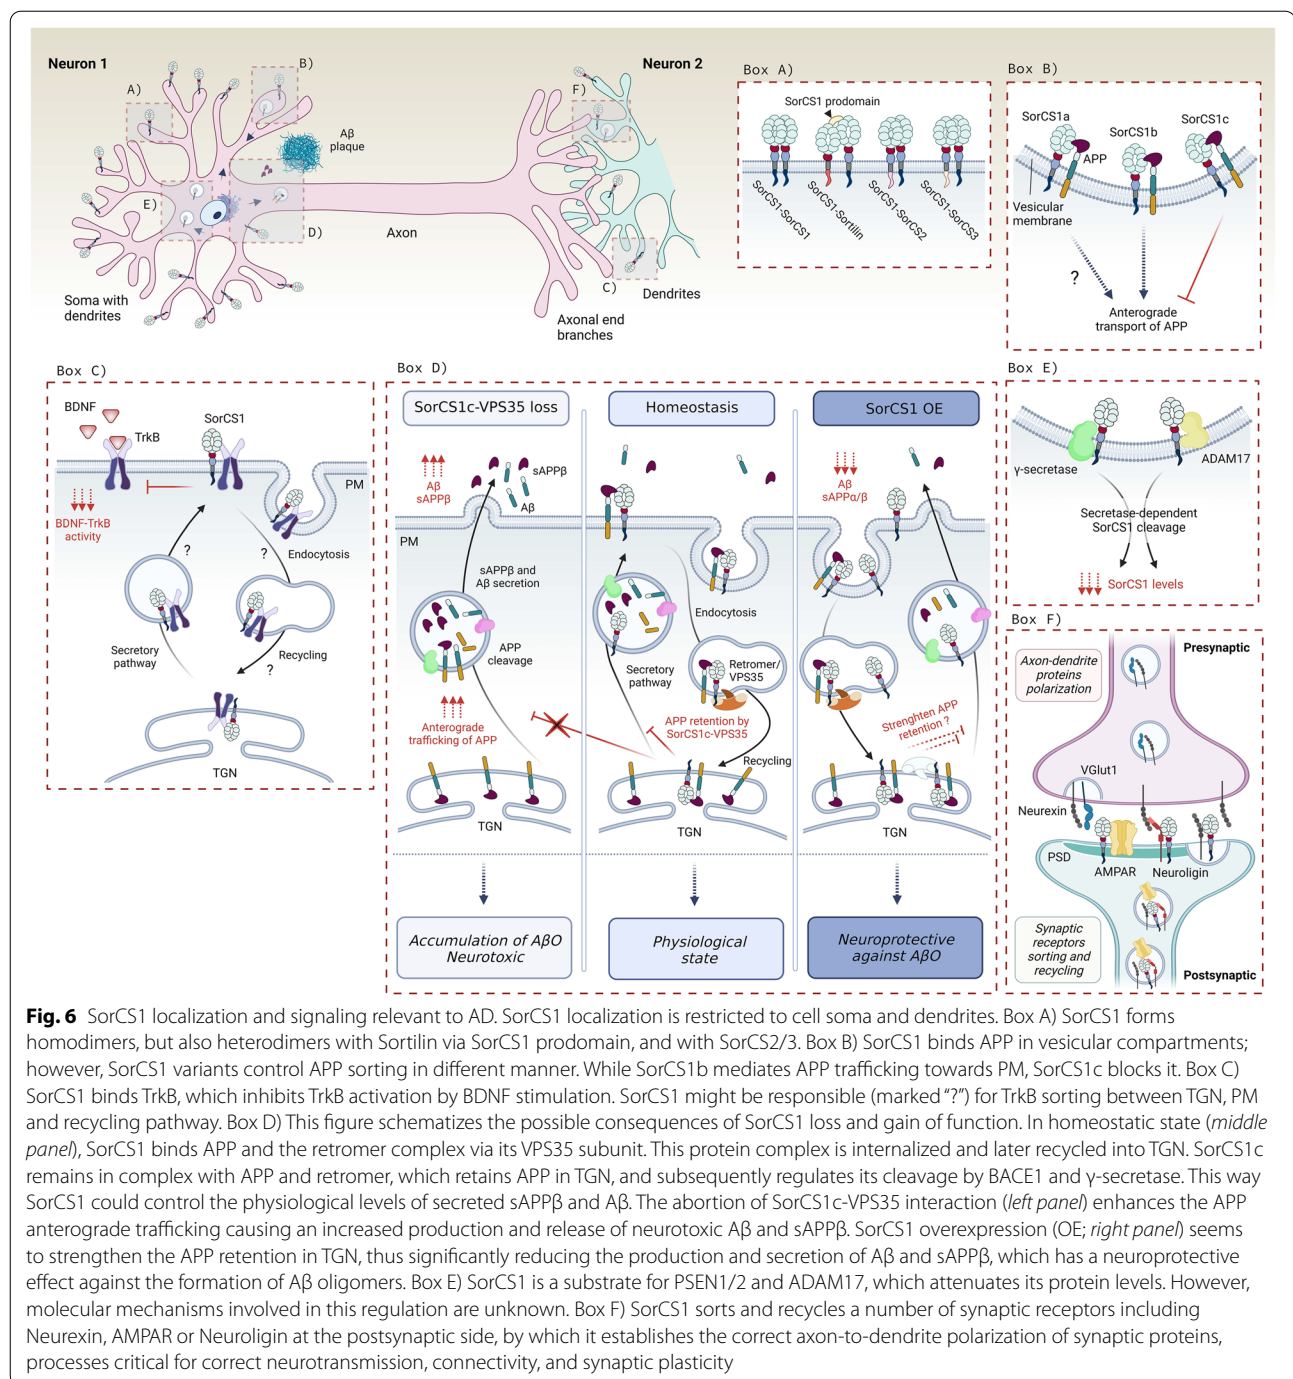 Neuron 1
A)
B)
Aβ
plaque
E)
D)
Axon
Soma with
dendrites
Neuron 2
F)
C)
Dendrites
Axonal end
branches
Box A)
SorCS1 prodomain
SorCS1-SorCS1
SorCS1-Sortilin
SorCS1-SorCS2
SorCS1-SorCS3
Box B)
SorCS1a
SorCS1b
SorCS1c
APP
Vesicular
membrane
?
Anterograde
transport of APP
Box C)
BDNF
TrkB
SorCS1
PM
BDNF-TrkB
activity
?
?
Endocytosis
Secretory
pathway
Recycling
?
TGN
Box D)
SorCS1c-VPS35 loss
Homeostasis
SorCS1 OE
Aβ
sAPPβ
sAPPβ
Aβ
PM
sAPPβ and
Aβ secretion
APP
cleavage
Anterograde
trafficking of APP
TGN
Accumulation of AβO
Neurotoxic
Endocytosis
Secretory
pathway
Retromer/
VPS35
APP retention by
SorCS1c-VPS35
Recycling
TGN
Physiological
state
Aβ
sAPPα/β
Strenghten APP
retention ?
TGN
Neuroprotective
against AβO
Box E)
γ-secretase
ADAM17
Secretase-dependent
SorCS1 cleavage
SorCS1 levels
Box F)
Axon-dendrite
proteins
polarization
Presynaptic
VGlut1
Neurexin
PSD
AMPAR
Neuroligin
Synaptic
receptors
sorting and
recycling
Postsynaptic
Fig. 6 SorCS1 localization and signaling relevant to AD. SorCS1 localization is restricted to cell soma and dendrites. Box A) SorCS1 forms
homodimers, but also heterodimers with Sortilin via SorCS1 prodomain, and with SorCS2/3. Box B) SorCS1 binds APP in vesicular compartments;
however, SorCS1 variants control APP sorting in different manner. While SorCS1b mediates APP trafficking towards PM, SorCS1c blocks it. Box C)
SorCS1 binds TrkB, which inhibits TrkB activation by BDNF stimulation. SorCS1 might be responsible (marked “?”) for TrkB sorting between TGN, PM
and recycling pathway. Box D) This figure schematizes the possible consequences of SorCS1 loss and gain of function. In homeostatic state (middle
panel), SorCS1 binds APP and the retromer complex via its VPS35 subunit. This protein complex is internalized and later recycled into TGN. SorCS1c
remains in complex with APP and retromer, which retains APP in TGN, and subsequently regulates its cleavage by BACE1 and γ-secretase. This way
SorCS1 could control the physiological levels of secreted sAPPβ and Aβ. The abortion of SorCS1c-VPS35 interaction (left panel) enhances the APP
anterograde trafficking causing an increased production and release of neurotoxic Aβ and sAPPβ. SorCS1 overexpression (OE; right panel) seems
to strengthen the APP retention in TGN, thus significantly reducing the production and secretion of Aβ and sAPPβ, which has a neuroprotective
effect against the formation of Aβ oligomers. Box E) SorCS1 is a substrate for PSEN1/2 and ADAM17, which attenuates its protein levels. However,
molecular mechanisms involved in this regulation are unknown. Box F) SorCS1 sorts and recycles a number of synaptic receptors including
Neurexin, AMPAR or Neuroligin at the postsynaptic side, by which it establishes the correct axon-to-dendrite polarization of synaptic proteins,
processes critical for correct neurotransmission, connectivity, and synaptic plasticity